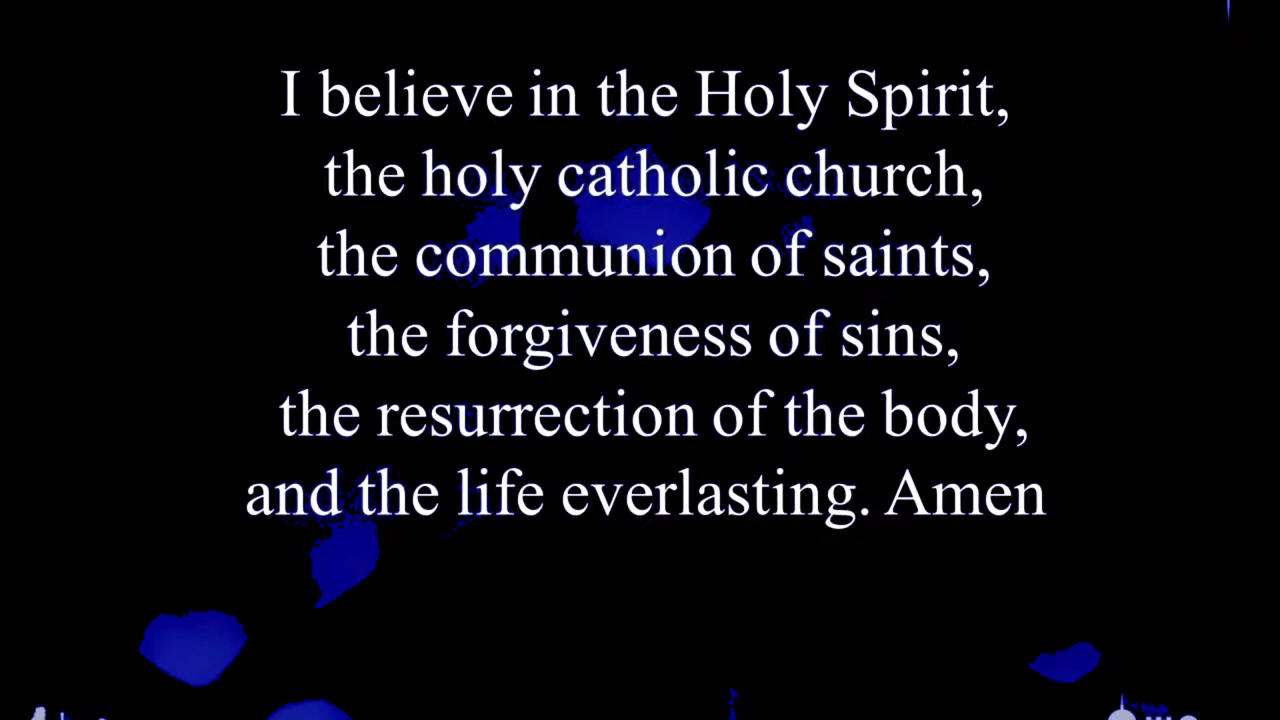 I believe in the Holy Spirit,
the holy catholic church,
the communion of saints,
the forgiveness of sins,
the resurrection of the body,
and the life everlasting. Amen